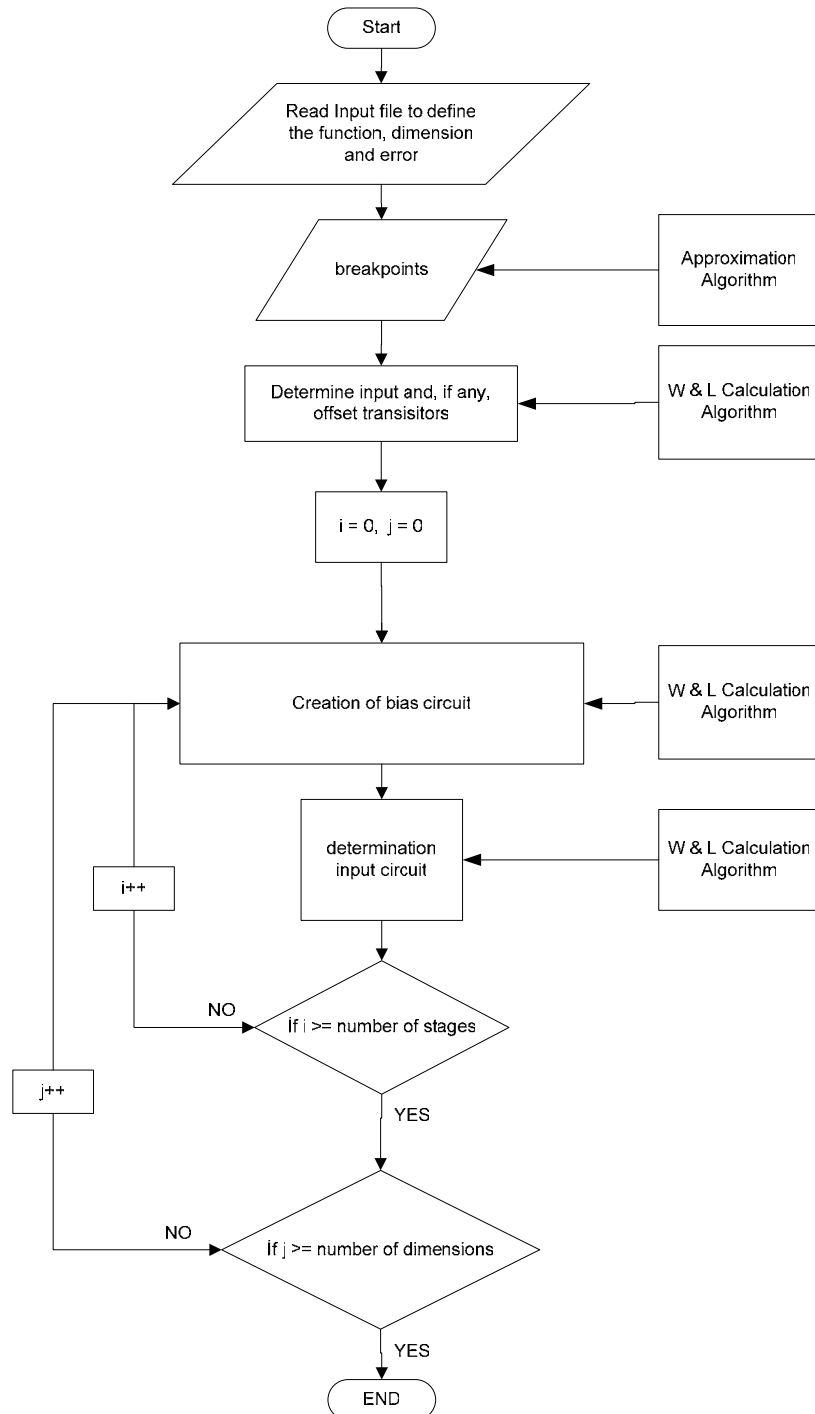 Start
Read Input file to define
the function, dimension
and error
breakpoints
Approximation
Algorithm
Determine input and, if any,
offset transisitors
W & L Calculation
Algorithm
i = 0, j = 0
Creation of bias circuit
W & L Calculation
Algorithm
determination
input circuit
W & L Calculation
Algorithm
i++
NO
İf i >= number of stages
j++
YES
NO
İf j >= number of dimensions
YES
END